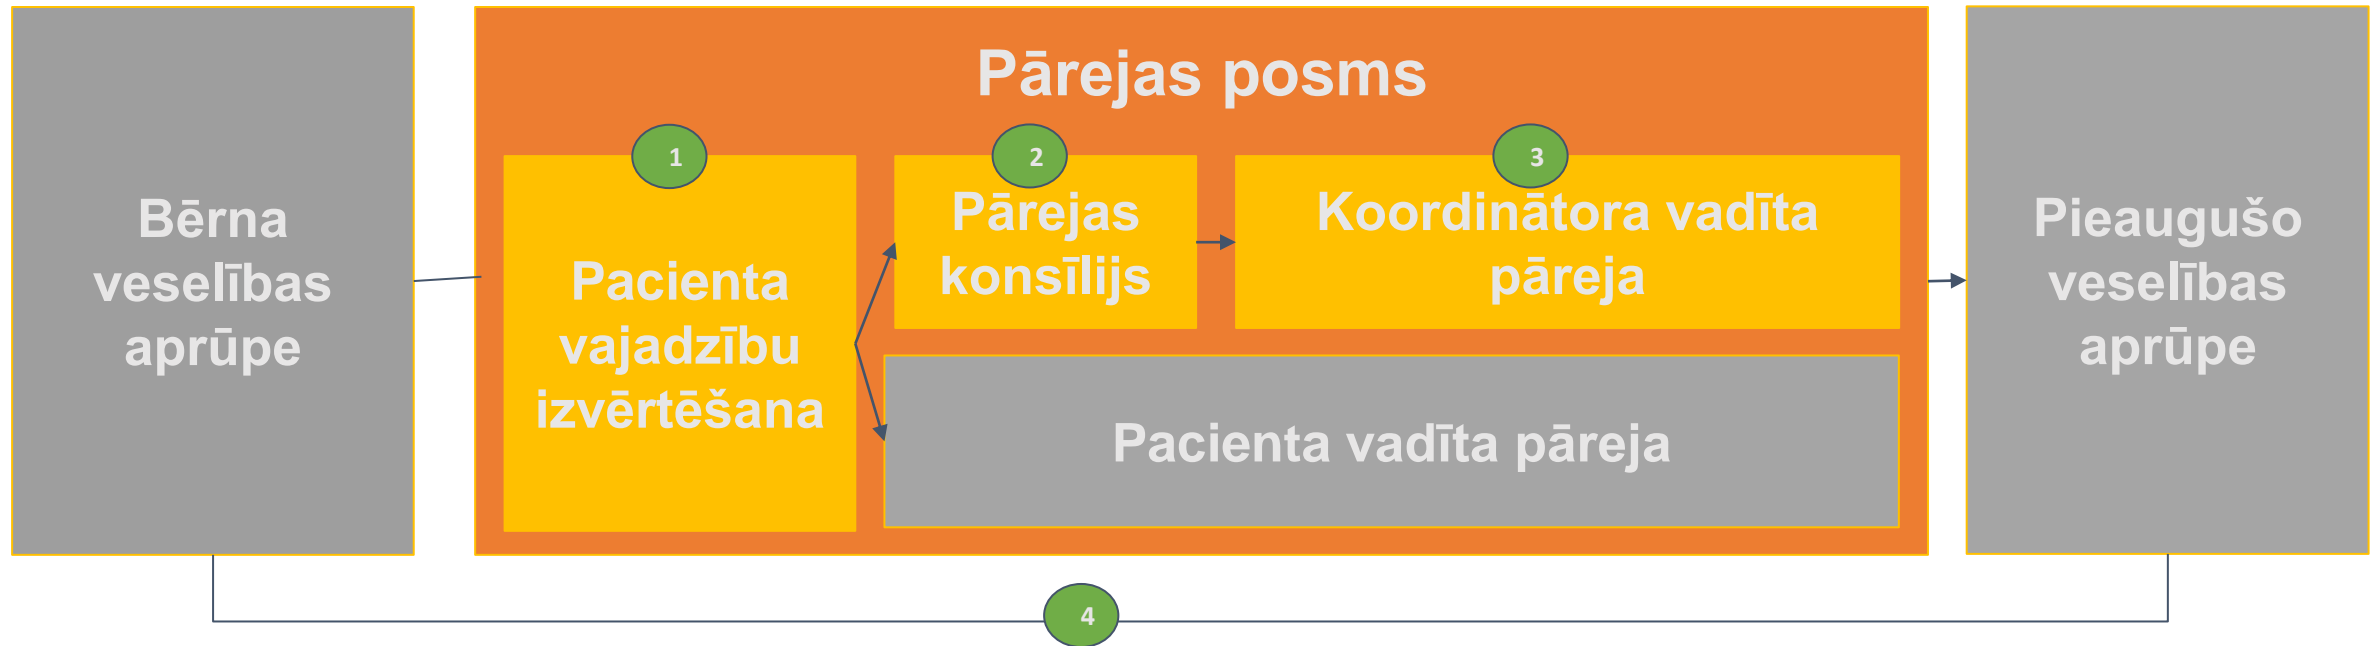 Bērna
veselības
aprūpe
Pārejas posms
1
Pacienta
vajadzību
izvērtēšana
2
Pārejas
konsīlijs
3
Koordinātora vadīta
pāreja
Pacienta vadīta pāreja
Pieaugušo
veselības
aprūpe
4